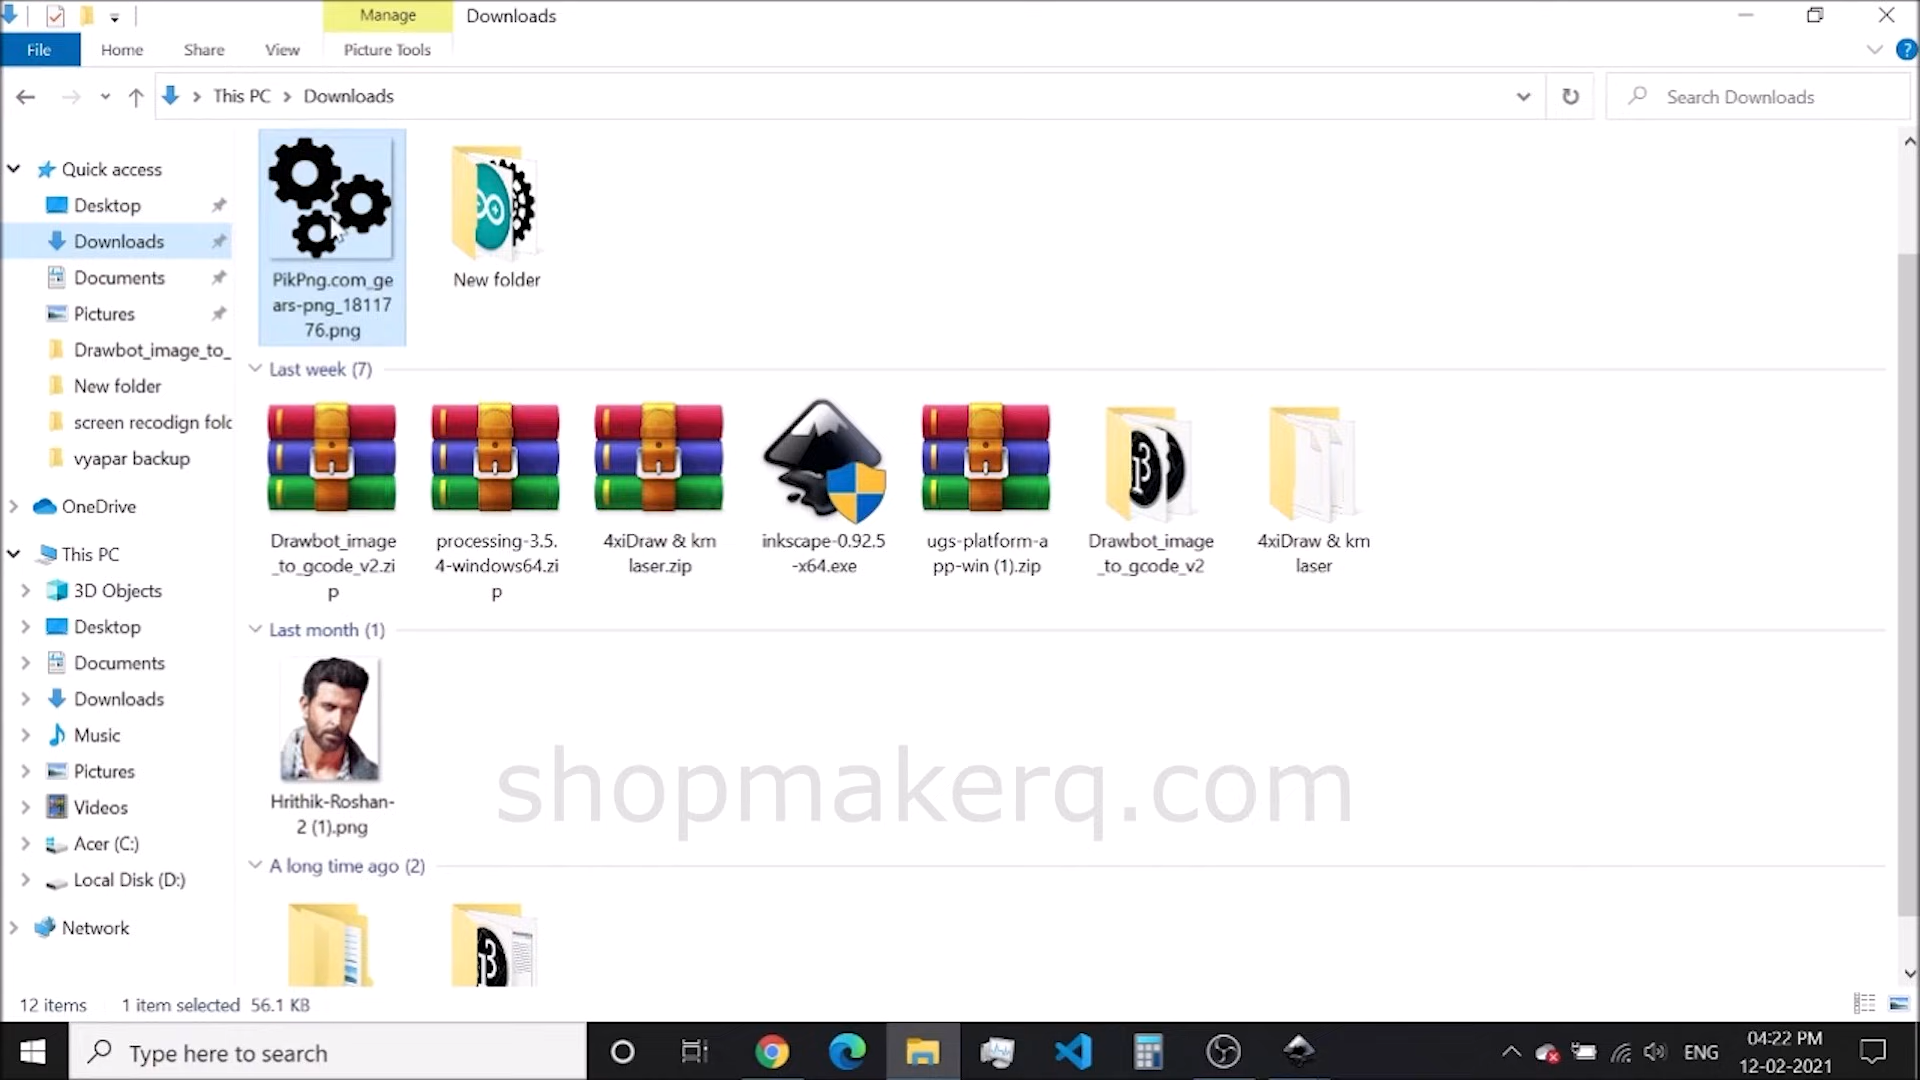 Manage
Downloads
File
Home
Share
View
Picture Tools
?
This PC
Downloads
Search Downloads
Quick access
Desktop
Downloads
Documents
Pictures
Drawbot_image_to_
New folder
screen recodign fold
vyapar backup
OneDrive
This PC
3D Objects
Desktop
Documents
Downloads
Music
Pictures
Videos
Acer (C:)
Local Disk (D:)
Network
PikPng.com_ge
ars-png_18117
76.png
New folder
Last week (7)
Drawbot_image
_to_gcode_v2.zi
p
processing-3.5.
4-windows64.zi
p
4xiDraw & km
laser.zip
inkscape-0.92.5
-x64.exe
ugs-platform-a
pp-win (1).zip
Drawbot_image
_to_gcode_v2
4xiDraw & km
laser
Last month (1)
Hrithik-Roshan-
2 (1).png
shopmakerq.com
A long time ago (2)
12 items
1 item selected 56.1 KB
Type here to search
ENG
04:22 PM
12-02-2021